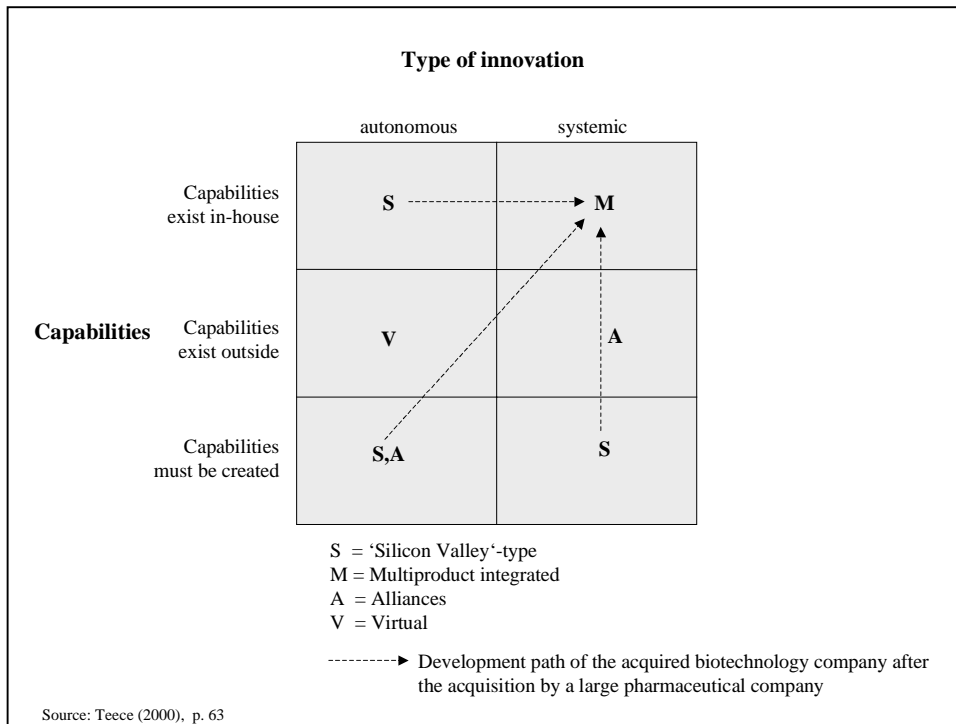 Type of innovation
autonomous systemic
Capabilities
exist in-house
S M
Capabilities
Capabilities
exist outside
V A
Capabilities
must be created
S,A S
S = ‘Silicon Valley‘-type
M = Multiproduct integrated
A = Alliances
V = Virtual
Development path of the acquired biotechnology company after
the acquisition by a large pharmaceutical company
Source: Teece (2000), p. 63